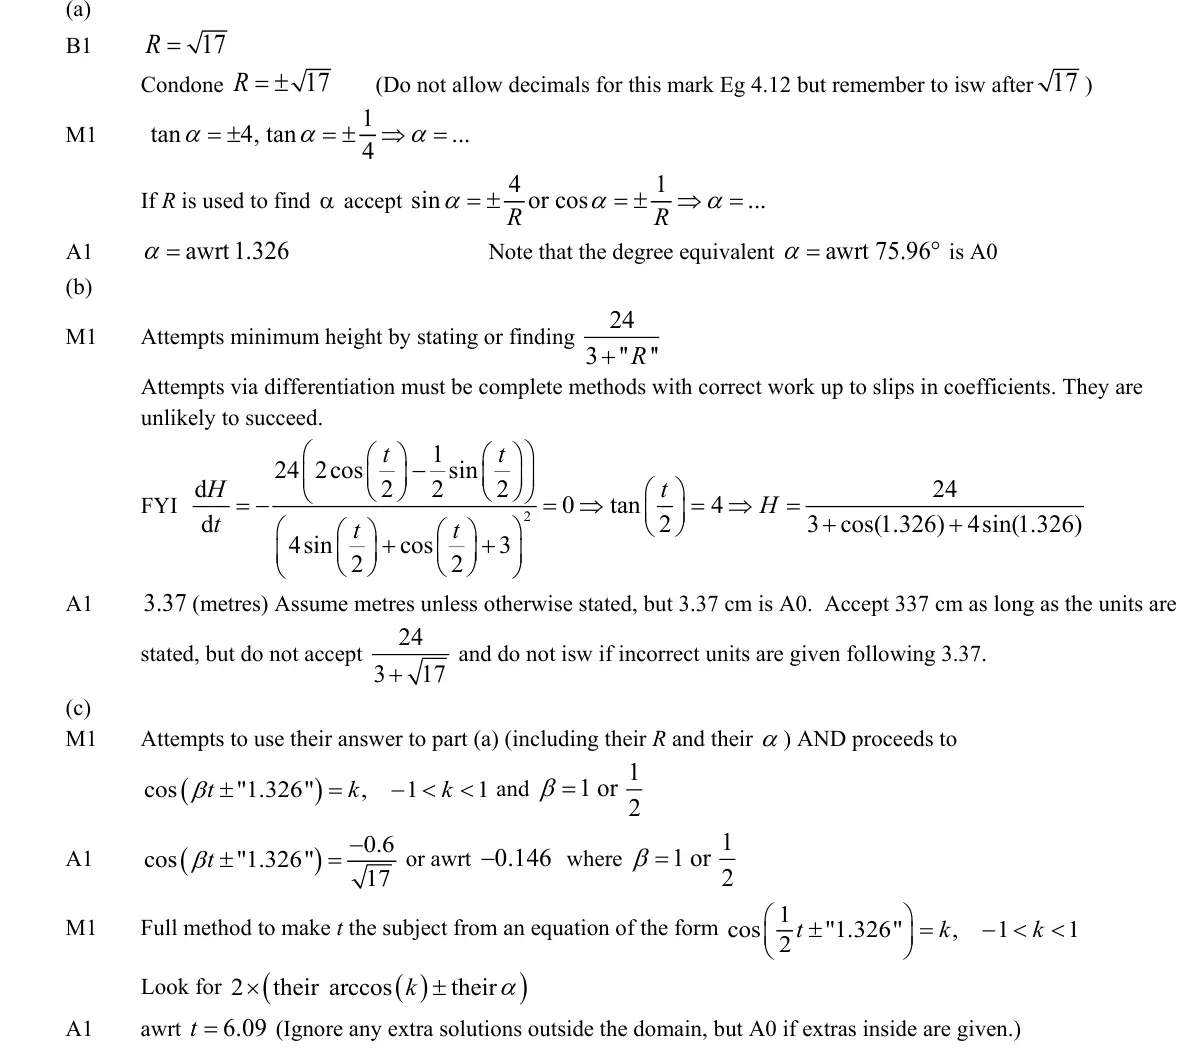 (a)
B1 R = √17
Condone R = ±√17 (Do not allow decimals for this mark Eg 4.12 but remember to isw after √17 )
M1 tan α = ±4, tan α = ±1/4 ⇒ α = ...
If R is used to find α accept sin α = ±4/R or cos α = ±1/R ⇒ α = ...
A1 α = awrt 1.326 Note that the degree equivalent α = awrt 75.96° is A0
(b)
M1 Attempts minimum height by stating or finding 24/(3+"R")
Attempts via differentiation must be complete methods with correct work up to slips in coefficients. They are
unlikely to succeed.
FYI dH/dt = −24(2cos(t/2) − 1/2 sin(t/2))/(4sin(t/2) + cos(t/2) + 3)² = 0 ⇒ tan(t/2) = 4 ⇒ H = 24/(3 + cos(1.326) + 4sin(1.326))
A1 3.37 (metres) Assume metres unless otherwise stated, but 3.37 cm is A0. Accept 337 cm as long as the units are
stated, but do not accept 24/(3+√17) and do not isw if incorrect units are given following 3.37.
(c)
M1 Attempts to use their answer to part (a) (including their R and their α ) AND proceeds to
cos(βt ± "1.326") = k, −1 < k < 1 and β = 1 or 1/2
A1 cos(βt ± "1.326") = −0.6/√17 or awrt −0.146 where β = 1 or 1/2
M1 Full method to make t the subject from an equation of the form cos(1/2 t ± "1.326") = k, −1 < k < 1
Look for 2×(their arccos(k) ± their α)
A1 awrt t = 6.09 (Ignore any extra solutions outside the domain, but A0 if extras inside are given.)